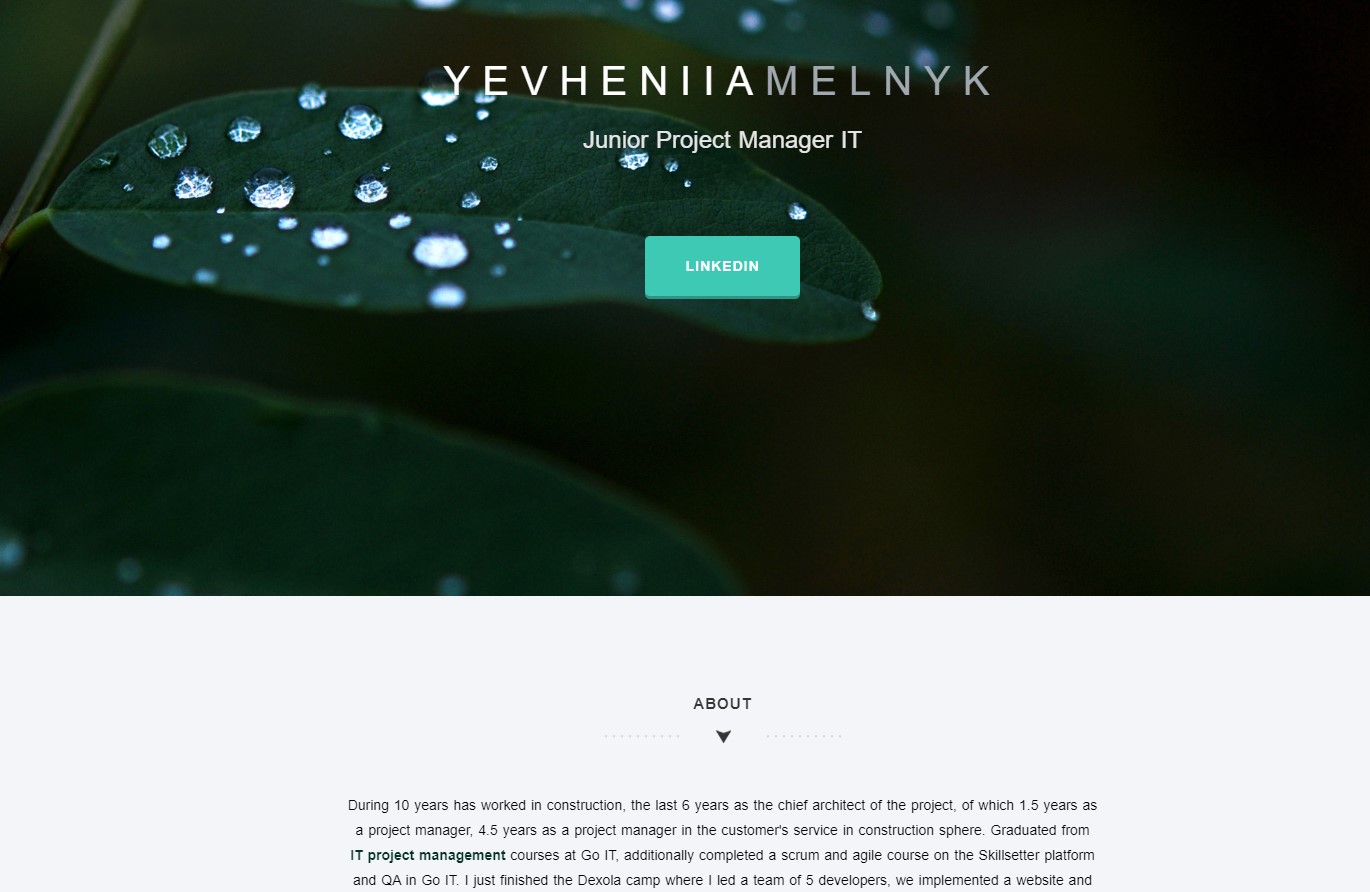 YEVHENIIAMELNYK
Junior Project Manager IT
LINKEDIN
ABOUT
During 10 years has worked in construction, the last 6 years as the chief architect of the project, of which 1.5 years as
a project manager, 4.5 years as a project manager in the customer's service in construction sphere. Graduated from
IT project management courses at Go IT, additionally completed a scrum and agile course on the Skillsetter platform
and QA in Go IT. I just finished the Dexola camp where I led a team of 5 developers, we implemented a website and